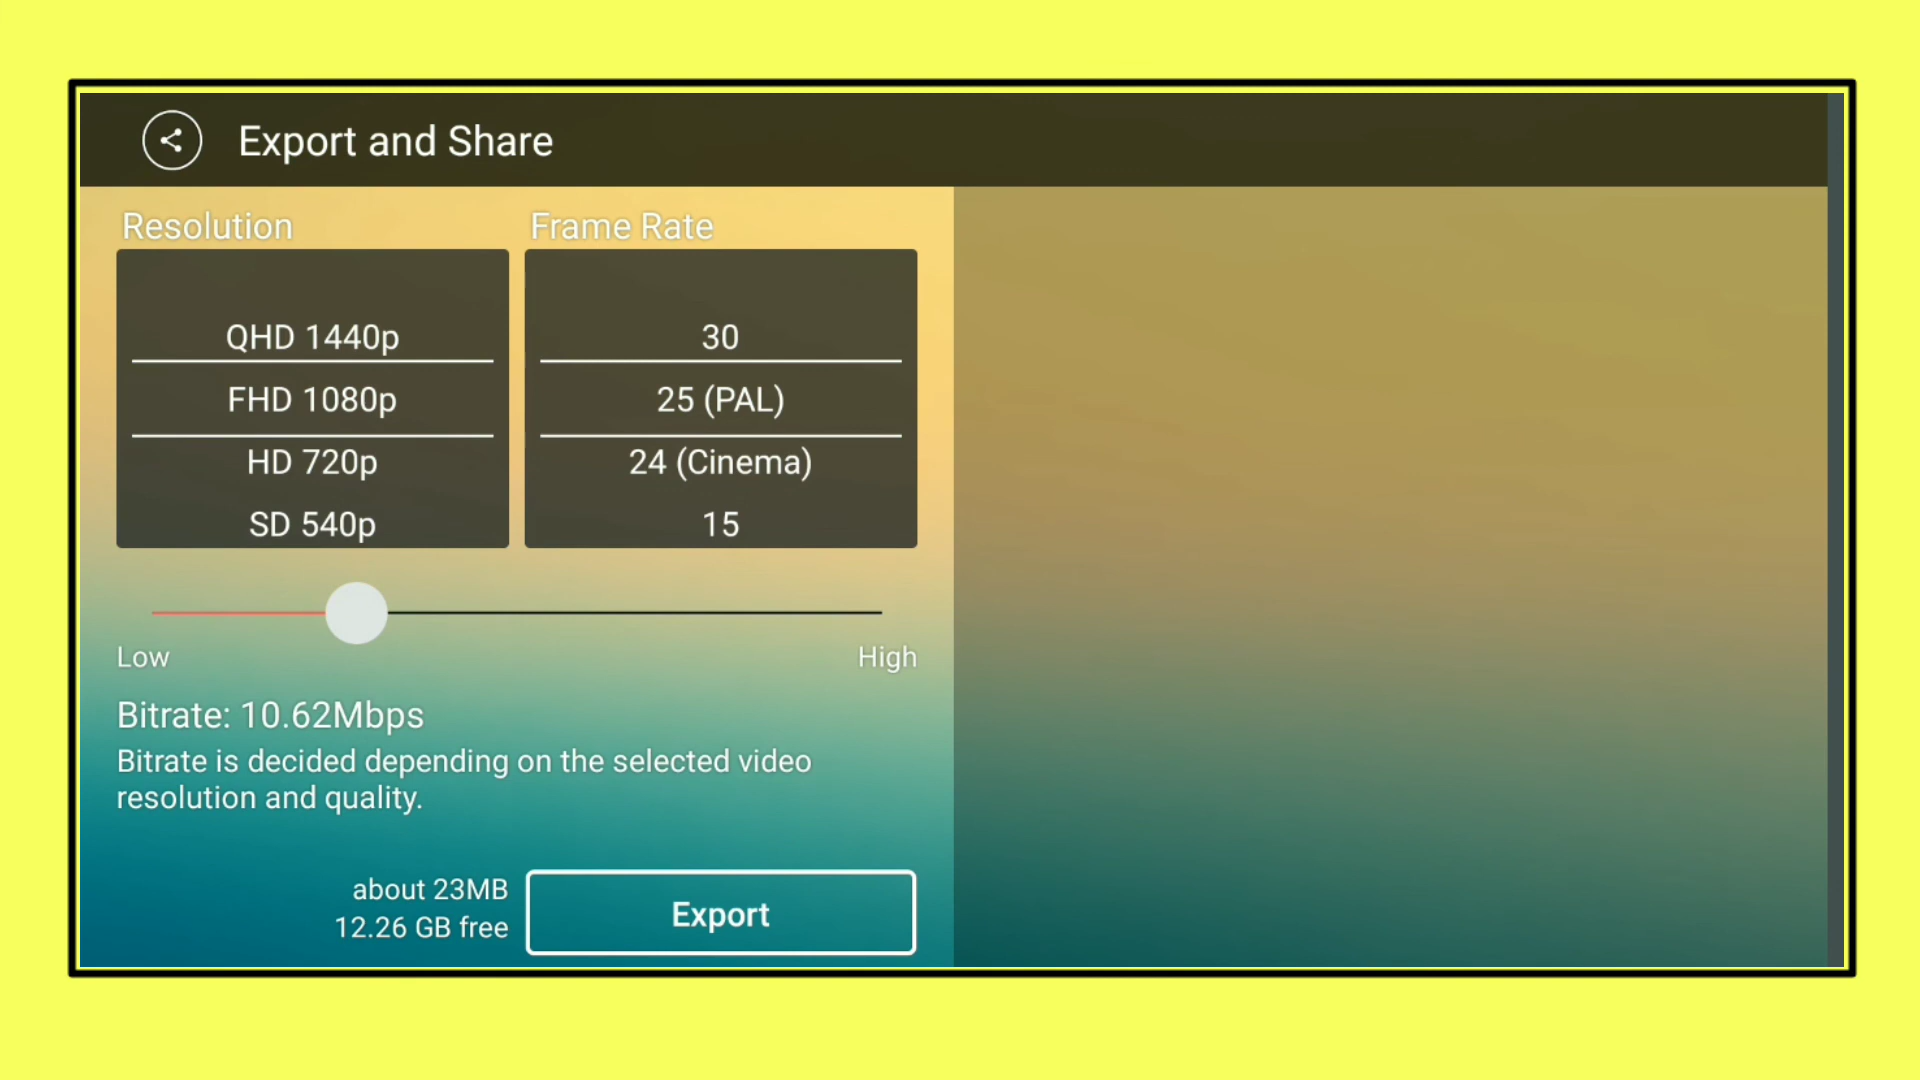 Export and Share
Resolution
Frame Rate
QHD 1440p
FHD 1080p
HD 720p
SD 540p
30
25 (PAL)
24 (Cinema)
15
Low
High
Bitrate: 10.62Mbps
Bitrate is decided depending on the selected video
resolution and quality.
about 23MB
12.26 GB free
Export